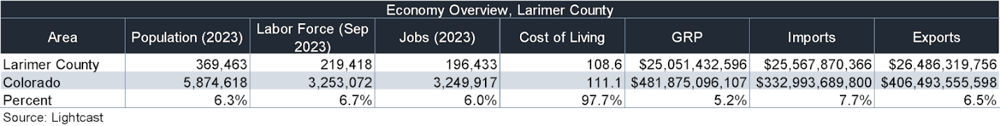 Economy Overview, Larimer County
Area Population (2023) Labor Force (Sep 2023) Jobs (2023) Cost of Living GRP Imports Exports
Larimer County 369,463 219,418 196,433 108.6 $25,051,432,596 $25,567,870,366 $26,486,319,756
Colorado 5,874,618 3,253,072 3,249,917 111.1 $481,875,096,107 $332,993,689,800 $406,493,555,598
Percent 6.3% 6.7% 6.0% 97.7% 5.2% 7.7% 6.5%
Source: Lightcast